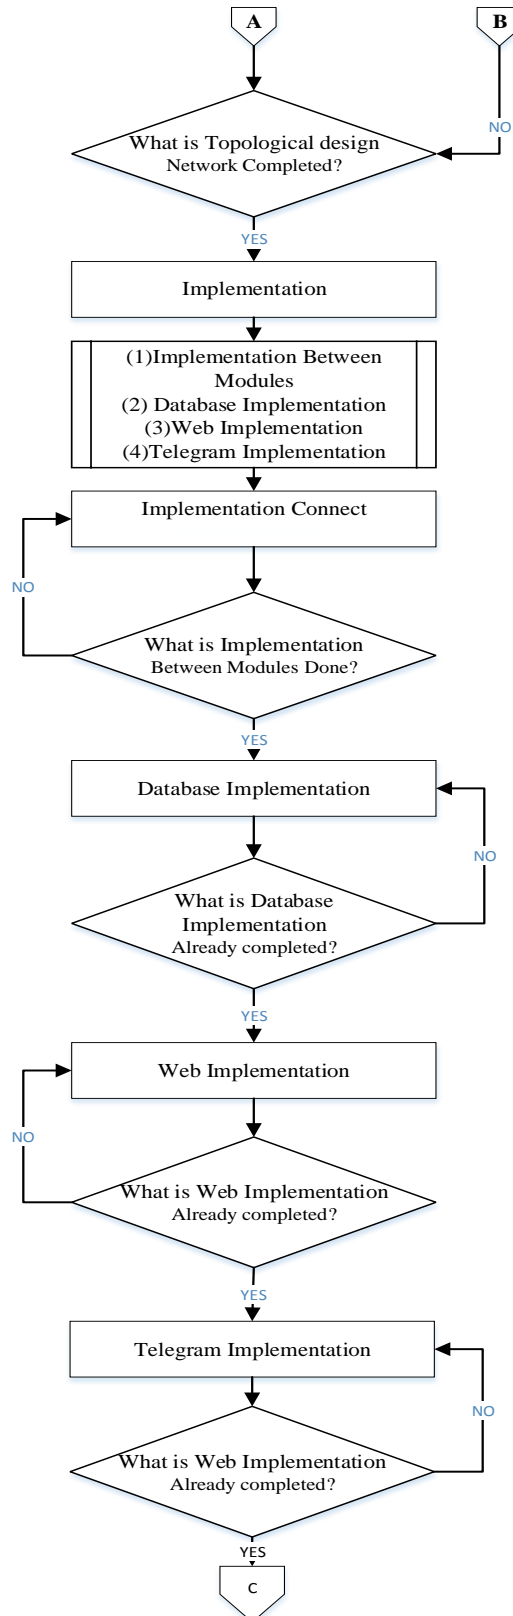 A
B
NO
What is Topological design
Network Completed?
YES
Implementation
(1)Implementation Between
Modules
(2) Database Implementation
(3)Web Implementation
(4)Telegram Implementation
Implementation Connect
NO
What is Implementation
Between Modules Done?
YES
Database Implementation
NO
What is Database
Implementation
Already completed?
YES
Web Implementation
NO
What is Web Implementation
Already completed?
YES
Telegram Implementation
NO
What is Web Implementation
Already completed?
YES
C